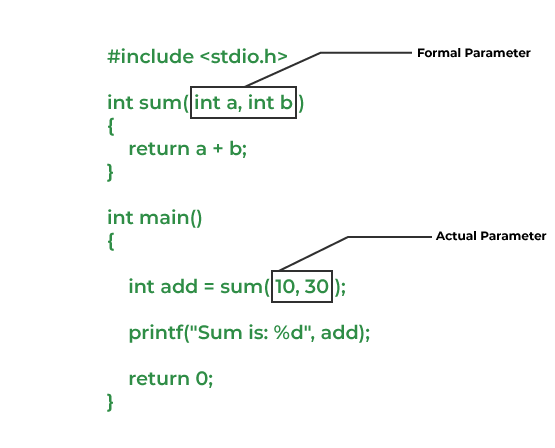 #include <stdio.h>
Formal Parameter
int sum( int a, int b )
{
return a + b;
}
int main()
{
Actual Parameter
int add = sum( 10, 30 );
printf("Sum is: %d", add);
return 0;
}